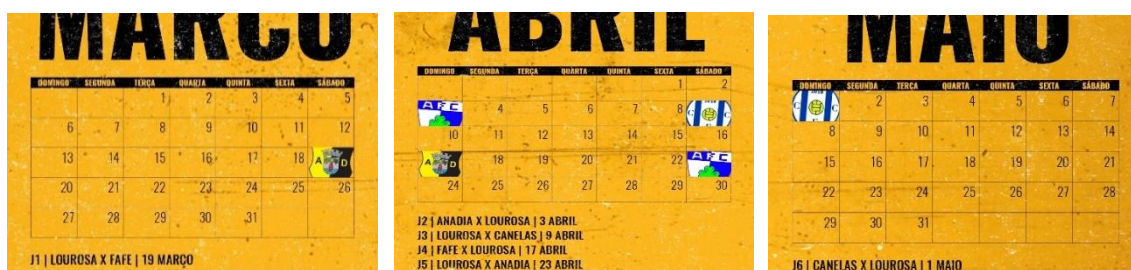 MARÇO
DOMINGO SEGUNDA TERÇA QUARTA QUINTA SEXTA SÁBADO
1 2 3 4 5
6 7 8 9 10 11 12
13 14 15 16 17 18 A D
20 21 22 23 24 25 26
27 28 29 30 31
J1 | LOUROSA X FAFE | 19 MARÇO
ABRIL
DOMINGO SEGUNDA TERÇA QUARTA QUINTA SEXTA SÁBADO
1 2
AFC 4 5 6 7 8 C C
10 11 12 13 14 15 16
A D 18 19 20 21 22 AFC
24 25 26 27 28 29 30
J2 | ANADIA X LOUROSA | 3 ABRIL
J3 | LOUROSA X CANELAS | 9 ABRIL
J4 | FAFE X LOUROSA | 17 ABRIL
J5 | LOUROSA X ANADIA | 23 ABRIL
MAIO
DOMINGO SEGUNDA TERÇA QUARTA QUINTA SEXTA SÁBADO
C C 2 3 4 5 6 7
8 9 10 11 12 13 14
15 16 17 18 19 20 21
22 23 24 25 26 27 28
29 30 31
J6 | CANELAS X LOUROSA | 1 MAIO